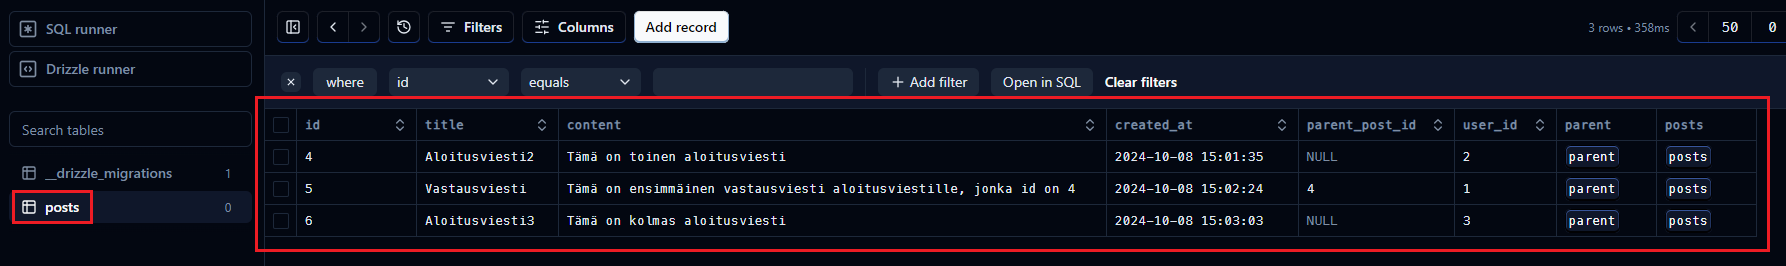 SQL runner
Drizzle runner
Search tables
__drizzle_migrations 1
posts 0
Filters Columns Add record 3 rows • 358ms 50 0
where id equals Add filter Open in SQL Clear filters
id title content created_at parent_post_id user_id parent posts
4 Aloitusviesti2 Tämä on toinen aloitusviesti 2024-10-08 15:01:35 NULL 2 parent posts
5 Vastausviesti Tämä on ensimmäinen vastausviesti aloitusviestille, jonka id on 4 2024-10-08 15:02:24 4 1 parent posts
6 Aloitusviesti3 Tämä on kolmas aloitusviesti 2024-10-08 15:03:03 NULL 3 parent posts